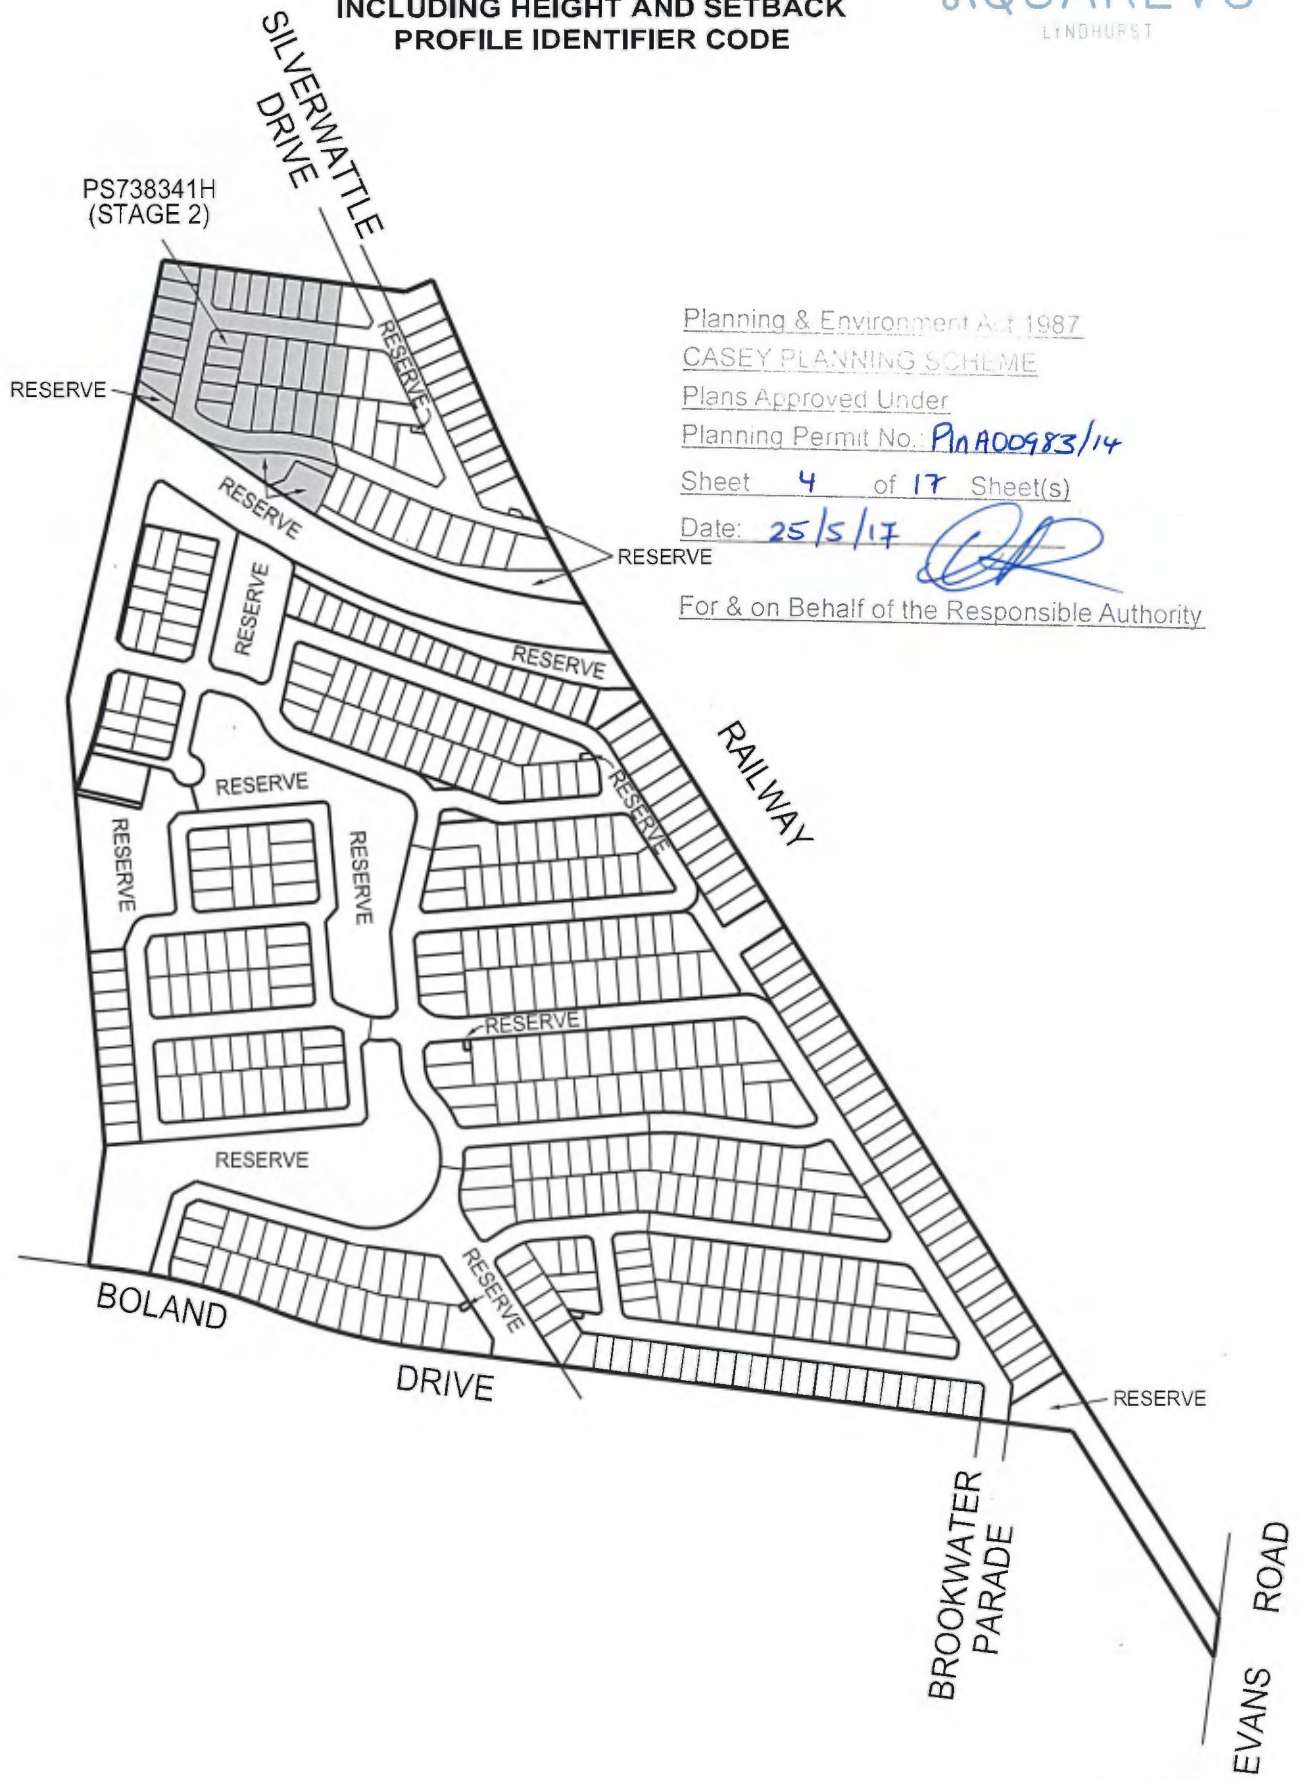 INCLUDING HEIGHT AND SETBACK
PROFILE IDENTIFIER CODE
LYNDHURST
SILVERWATTLE
DRIVE
PS738341H
(STAGE 2)
Planning & Environment Act 1987
CASEY PLANNING SCHEME
Plans Approved Under
Planning Permit No.: PlnA00983/14
Sheet 4 of 17 Sheet(s)
Date: 25/5/17
For & on Behalf of the Responsible Authority
RESERVE
RESERVE
RESERVE
RESERVE
RESERVE
RESERVE
RAILWAY
RESERVE
RESERVE
RESERVE
RESERVE
RESERVE
RESERVE
RESERVE
BOLAND
DRIVE
RESERVE
BROOKWATER
PARADE
EVANS ROAD